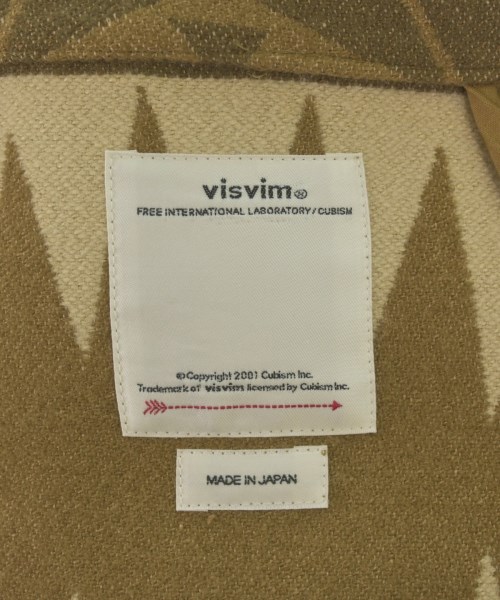 visvim®
FREE INTERNATIONAL LABORATORY/CUBISM
©Copyright 2001 Cubism Inc.
Trademark of visvim licensed by Cubism Inc.
MADE IN JAPAN